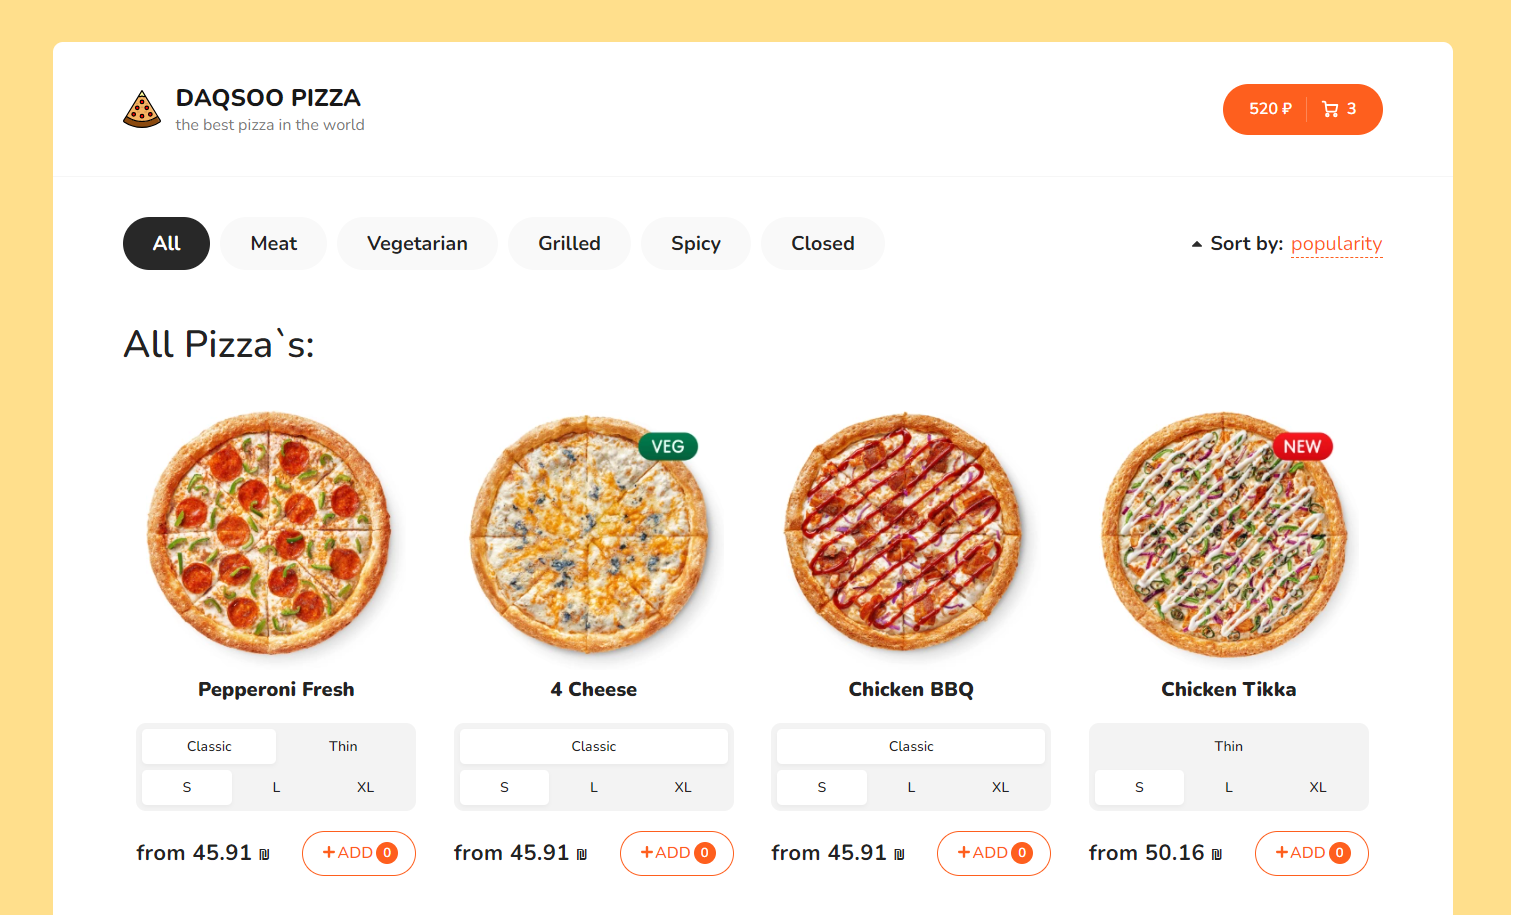 DAQSOO PIZZA
the best pizza in the world
520 ₽ 3
All Meat Vegetarian Grilled Spicy Closed
Sort by: popularity
All Pizza`s:
VEG
NEW
Pepperoni Fresh 4 Cheese Chicken BBQ Chicken Tikka
Classic Thin Classic Classic Thin
S L XL S L XL S L XL S L XL
from 45.91 ₪ +ADD 0 from 45.91 ₪ +ADD 0 from 45.91 ₪ +ADD 0 from 50.16 ₪ +ADD 0